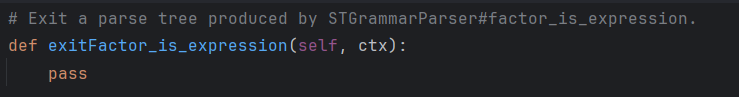 # Exit a parse tree produced by STGrammarParser#factor_is_expression.
def exitFactor_is_expression(self, ctx):
    pass